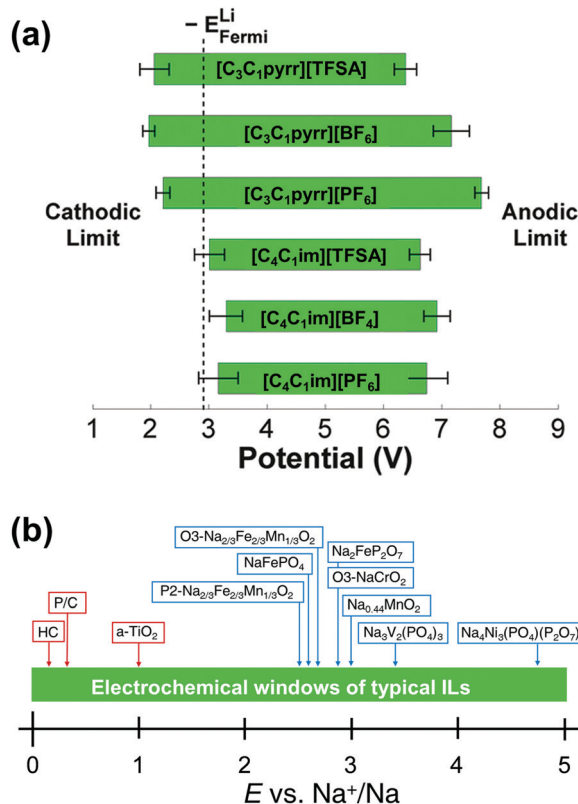 (a)
– E Li Fermi
[C₃C₁pyrr][TFSA]
[C₃C₁pyrr][BF₆]
[C₃C₁pyrr][PF₆]
Cathodic Limit
Anodic Limit
[C₄C₁im][TFSA]
[C₄C₁im][BF₄]
[C₄C₁im][PF₆]
1 2 3 4 5 6 7 8 9
Potential (V)
(b)
O3-Na₂/₃Fe₂/₃Mn₁/₃O₂
Na₂FeP₂O₇
NaFePO₄
O3-NaCrO₂
P2-Na₂/₃Fe₂/₃Mn₁/₃O₂
P/C
Na₀.₄₄MnO₂
HC
a-TiO₂
Na₃V₂(PO₄)₃
Na₄Ni₃(PO₄)(P₂O₇)
Electrochemical windows of typical ILs
0 1 2 3 4 5
E vs. Na⁺/Na